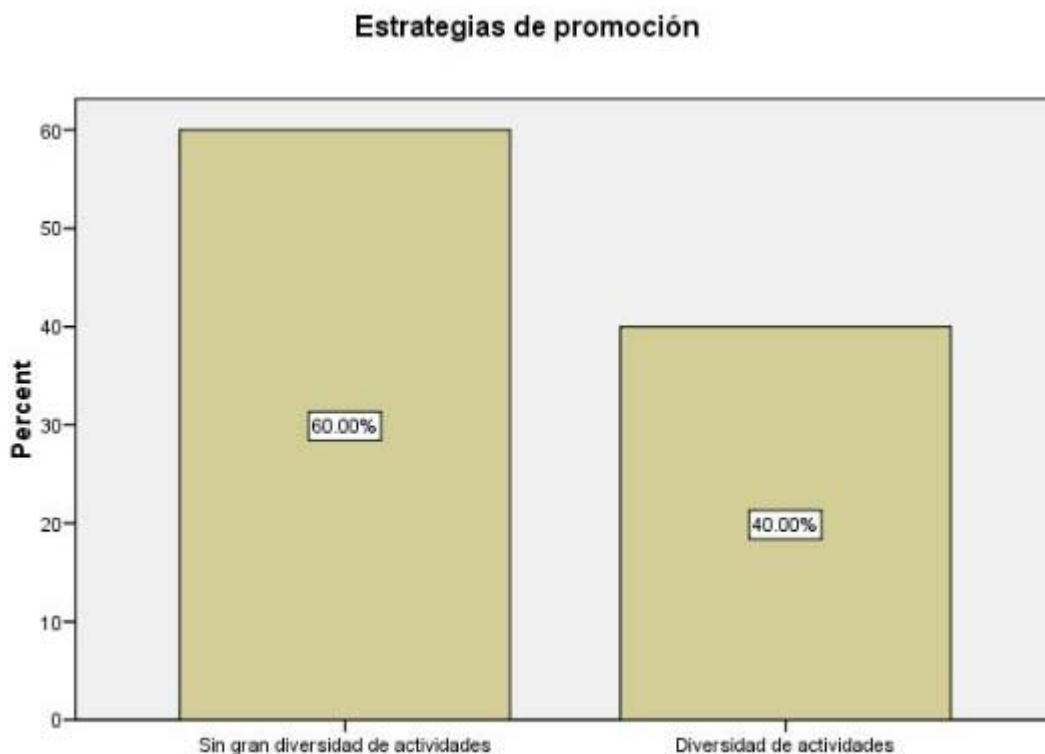 Estrategias de promoción
Percent
60
50
40
30
20
10
0
60.00%
40.00%
Sin gran diversidad de actividades
Diversidad de actividades